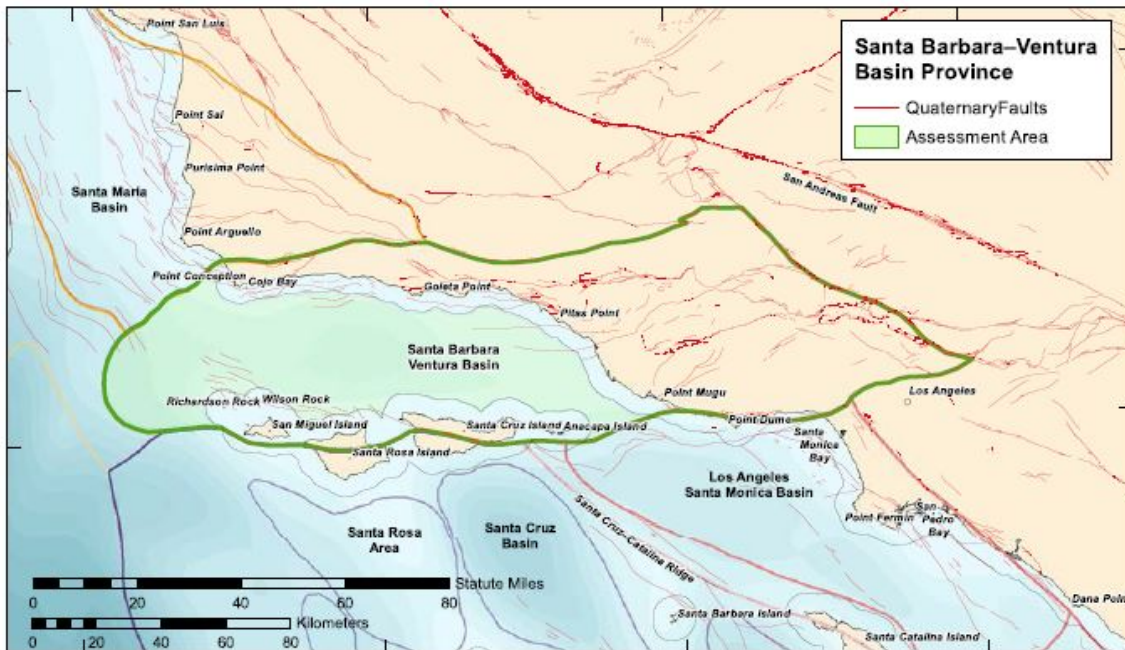 Santa Barbara–Ventura
Basin Province
QuaternaryFaults
Assessment Area
Point San Luis
Point Sal
Purisima Point
Santa Maria
Basin
Point Arguello
Point Conception
Cojo Bay
Goleta Point
Pitas Point
San Andreas Fault
Santa Barbara
Ventura Basin
Point Mugu
Los Angeles
Richardson Rock
Wilson Rock
San Miguel Island
Santa Cruz Island
Anacapa Island
Point Dume
Santa
Monica
Bay
Santa Rosa Island
Los Angeles
Santa Monica Basin
Point Fermin
San
Pedro
Bay
Santa Rosa
Area
Santa Cruz
Basin
Santa Cruz–Catalina Ridge
Santa Barbara Island
Santa Catalina Island
Dana Point
Statute Miles
0 20 40 60 80
Kilometers
0 20 40 60 80